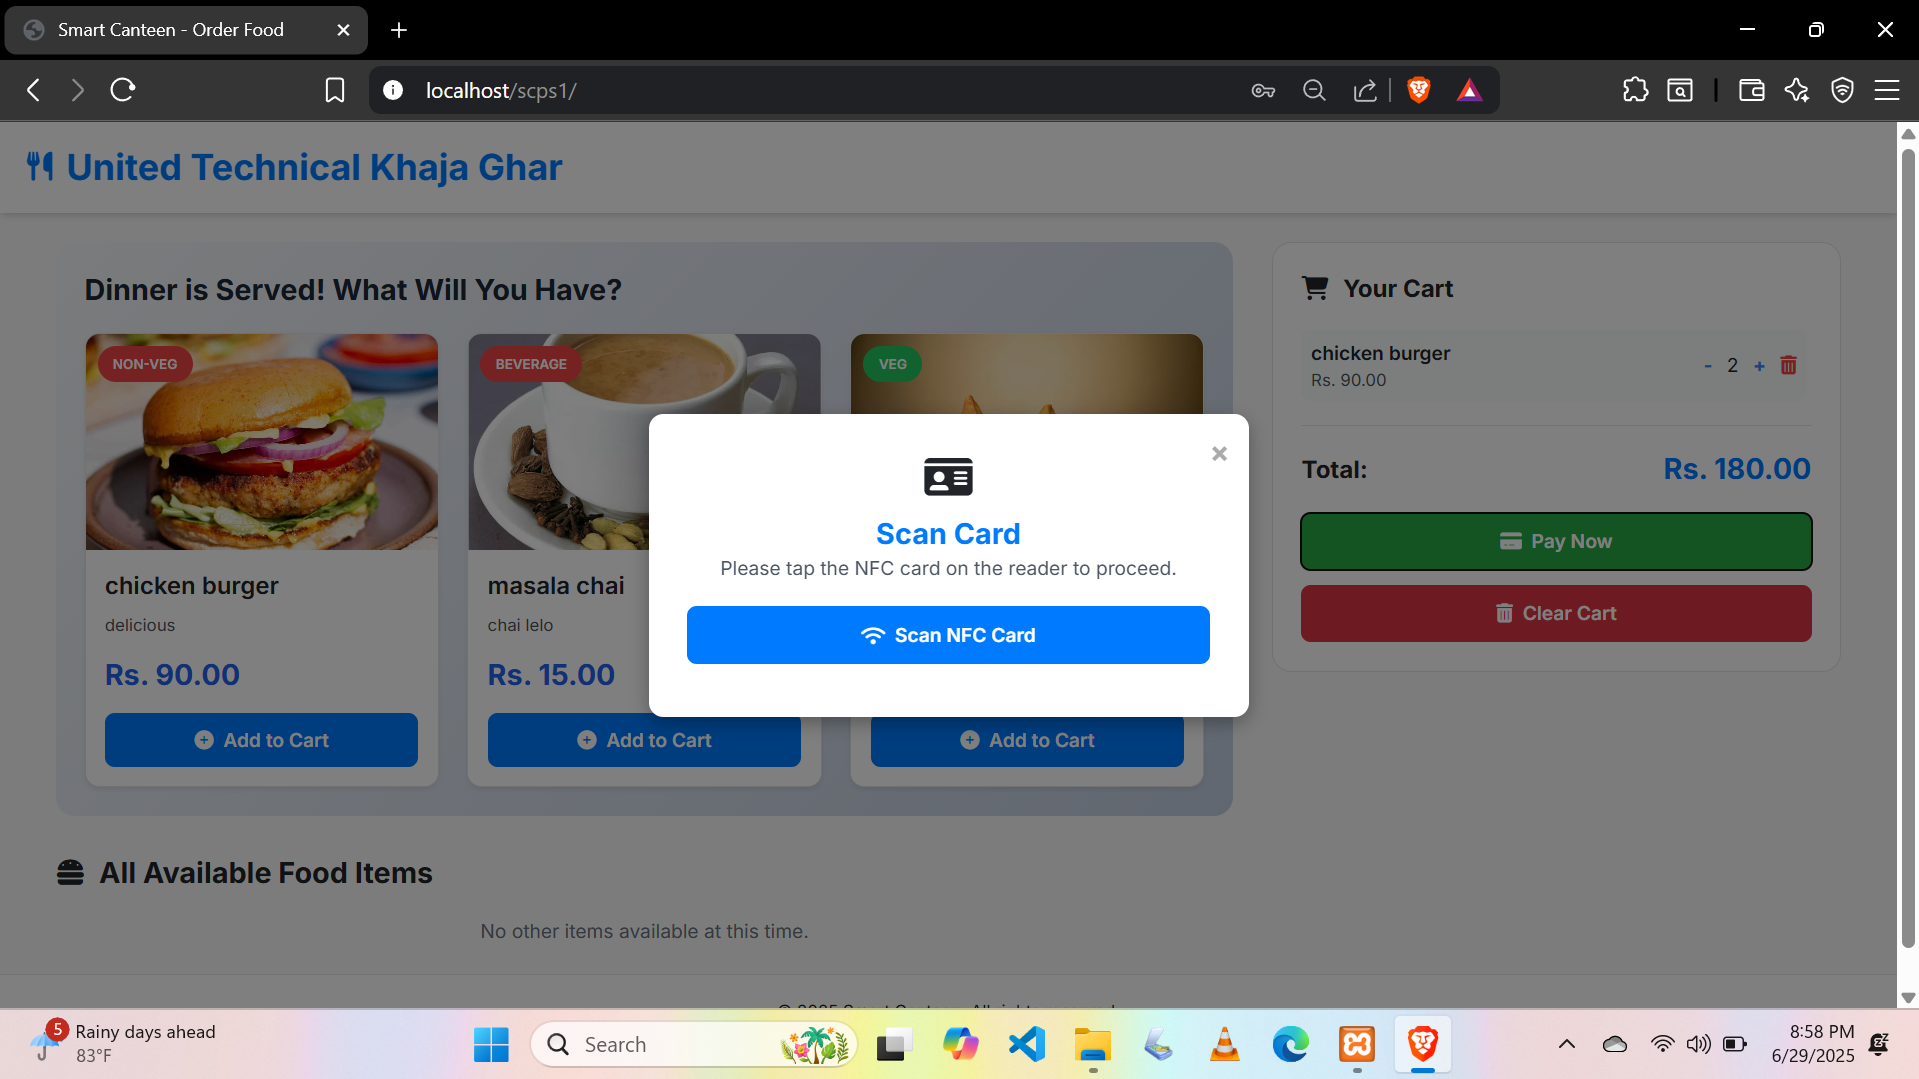 Smart Canteen - Order Food
localhost/scps1/
United Technical Khaja Ghar
Dinner is Served! What Will You Have?
NON-VEG
chicken burger
delicious
Rs. 90.00
Add to Cart
BEVERAGE
masala chai
chai lelo
Rs. 15.00
Add to Cart
VEG
Add to Cart
Scan Card
Please tap the NFC card on the reader to proceed.
Scan NFC Card
Your Cart
chicken burger
Rs. 90.00
- 2 +
Total: Rs. 180.00
Pay Now
Clear Cart
All Available Food Items
No other items available at this time.
5
Rainy days ahead
83°F
Search
8:58 PM
6/29/2025